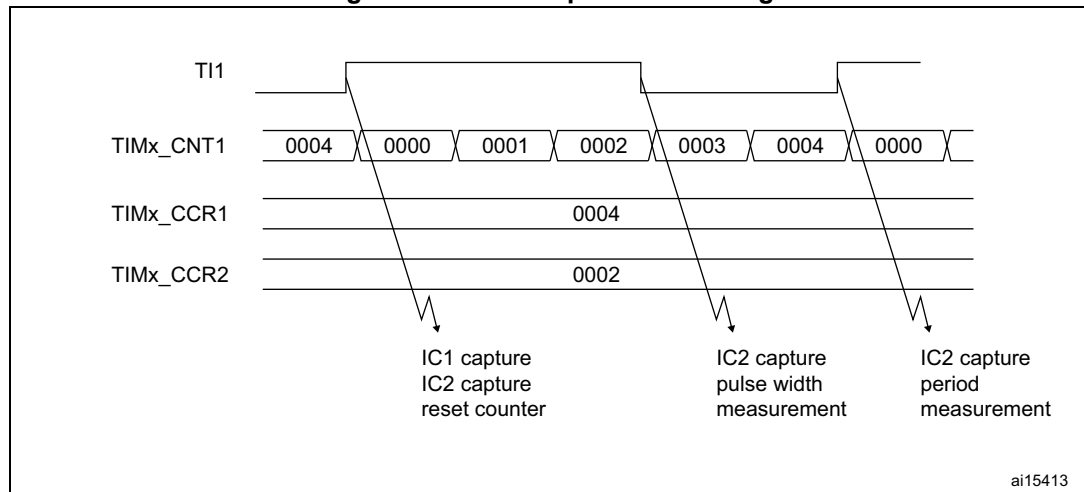 TI1
TIMx_CNT1 0004 0000 0001 0002 0003 0004 0000
TIMx_CCR1 0004
TIMx_CCR2 0002
IC1 capture
IC2 capture
reset counter
IC2 capture
pulse width
measurement
IC2 capture
period
measurement
ai15413